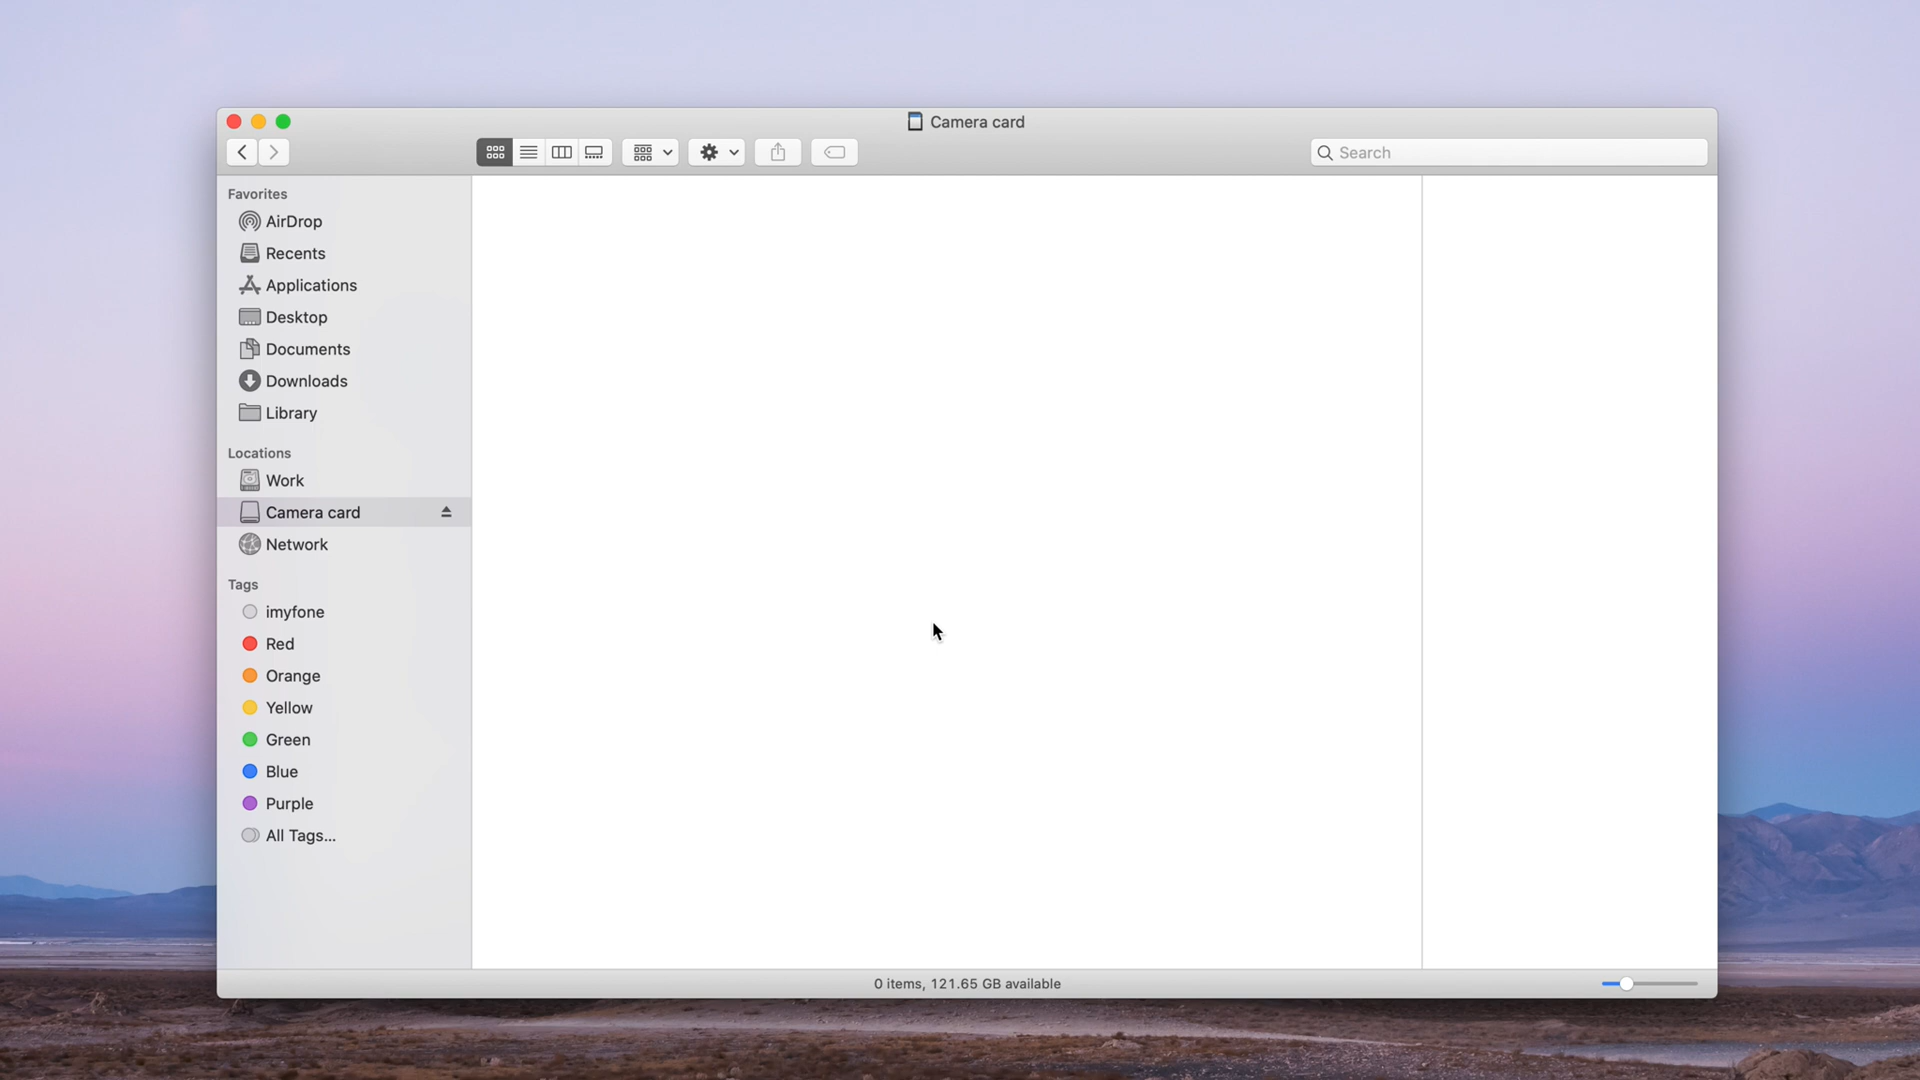 Camera card
Search
Favorites
AirDrop
Recents
Applications
Desktop
Documents
Downloads
Library
Locations
Work
Camera card
Network
Tags
imyfone
Red
Orange
Yellow
Green
Blue
Purple
All Tags...
0 items, 121.65 GB available